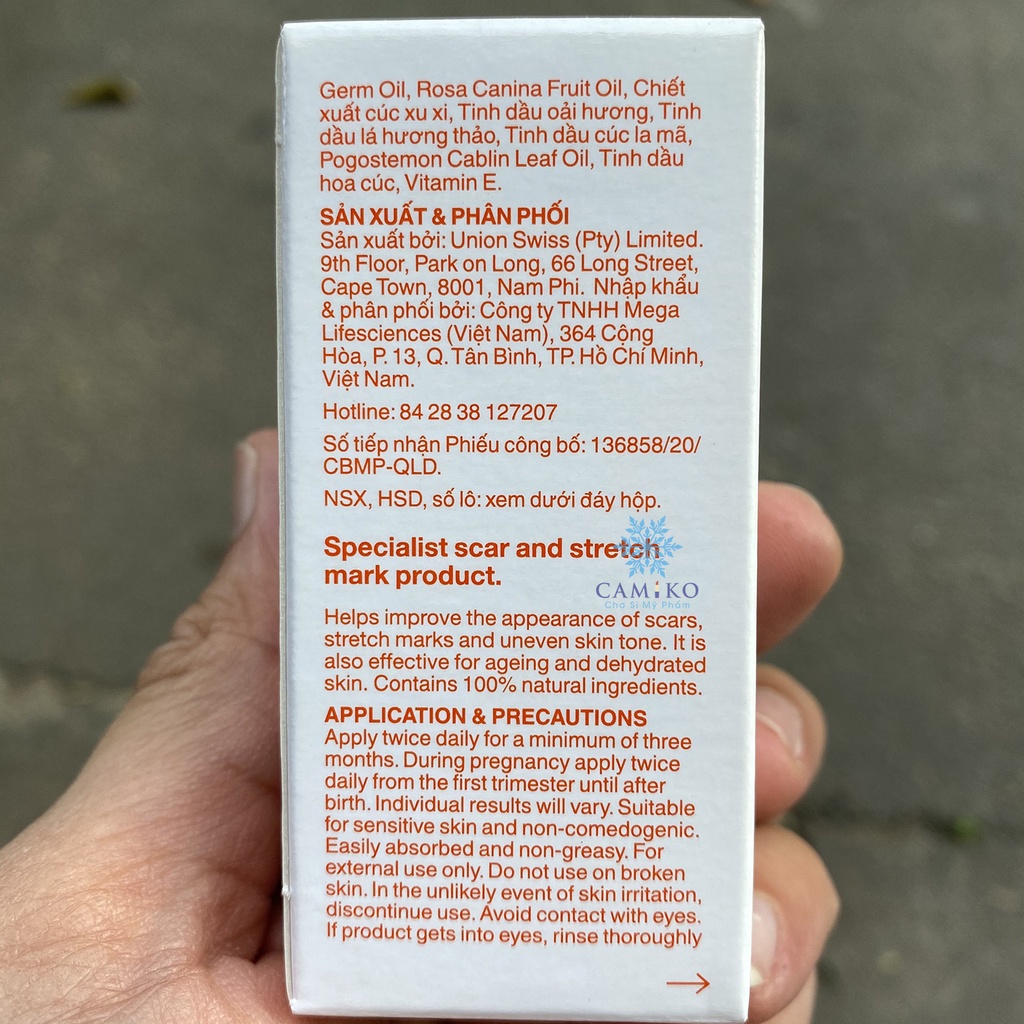 Germ Oil, Rosa Canina Fruit Oil, Chiết
xuất cúc xu xi, Tinh dầu oải hương, Tinh
dầu lá hương thảo, Tinh dầu cúc la mã,
Pogostemon Cablin Leaf Oil, Tinh dầu
hoa cúc, Vitamin E.
SẢN XUẤT & PHÂN PHỐI
Sản xuất bởi: Union Swiss (Pty) Limited.
9th Floor, Park on Long, 66 Long Street,
Cape Town, 8001, Nam Phi. Nhập khẩu
& phân phối bởi: Công ty TNHH Mega
Lifesciences (Việt Nam), 364 Cộng
Hòa, P. 13, Q. Tân Bình, TP. Hồ Chí Minh,
Việt Nam.
Hotline: 84 28 38 127207
Số tiếp nhận Phiếu công bố: 136858/20/
CBMP-QLD.
NSX, HSD, số lô: xem dưới đáy hộp.
Specialist scar and stretch
mark product.
CAMiKO
Chợ Sỉ Mỹ Phẩm
Helps improve the appearance of scars,
stretch marks and uneven skin tone. It is
also effective for ageing and dehydrated
skin. Contains 100% natural ingredients.
APPLICATION & PRECAUTIONS
Apply twice daily for a minimum of three
months. During pregnancy apply twice
daily from the first trimester until after
birth. Individual results will vary. Suitable
for sensitive skin and non-comedogenic.
Easily absorbed and non-greasy. For
external use only. Do not use on broken
skin. In the unlikely event of skin irritation,
discontinue use. Avoid contact with eyes.
If product gets into eyes, rinse thoroughly